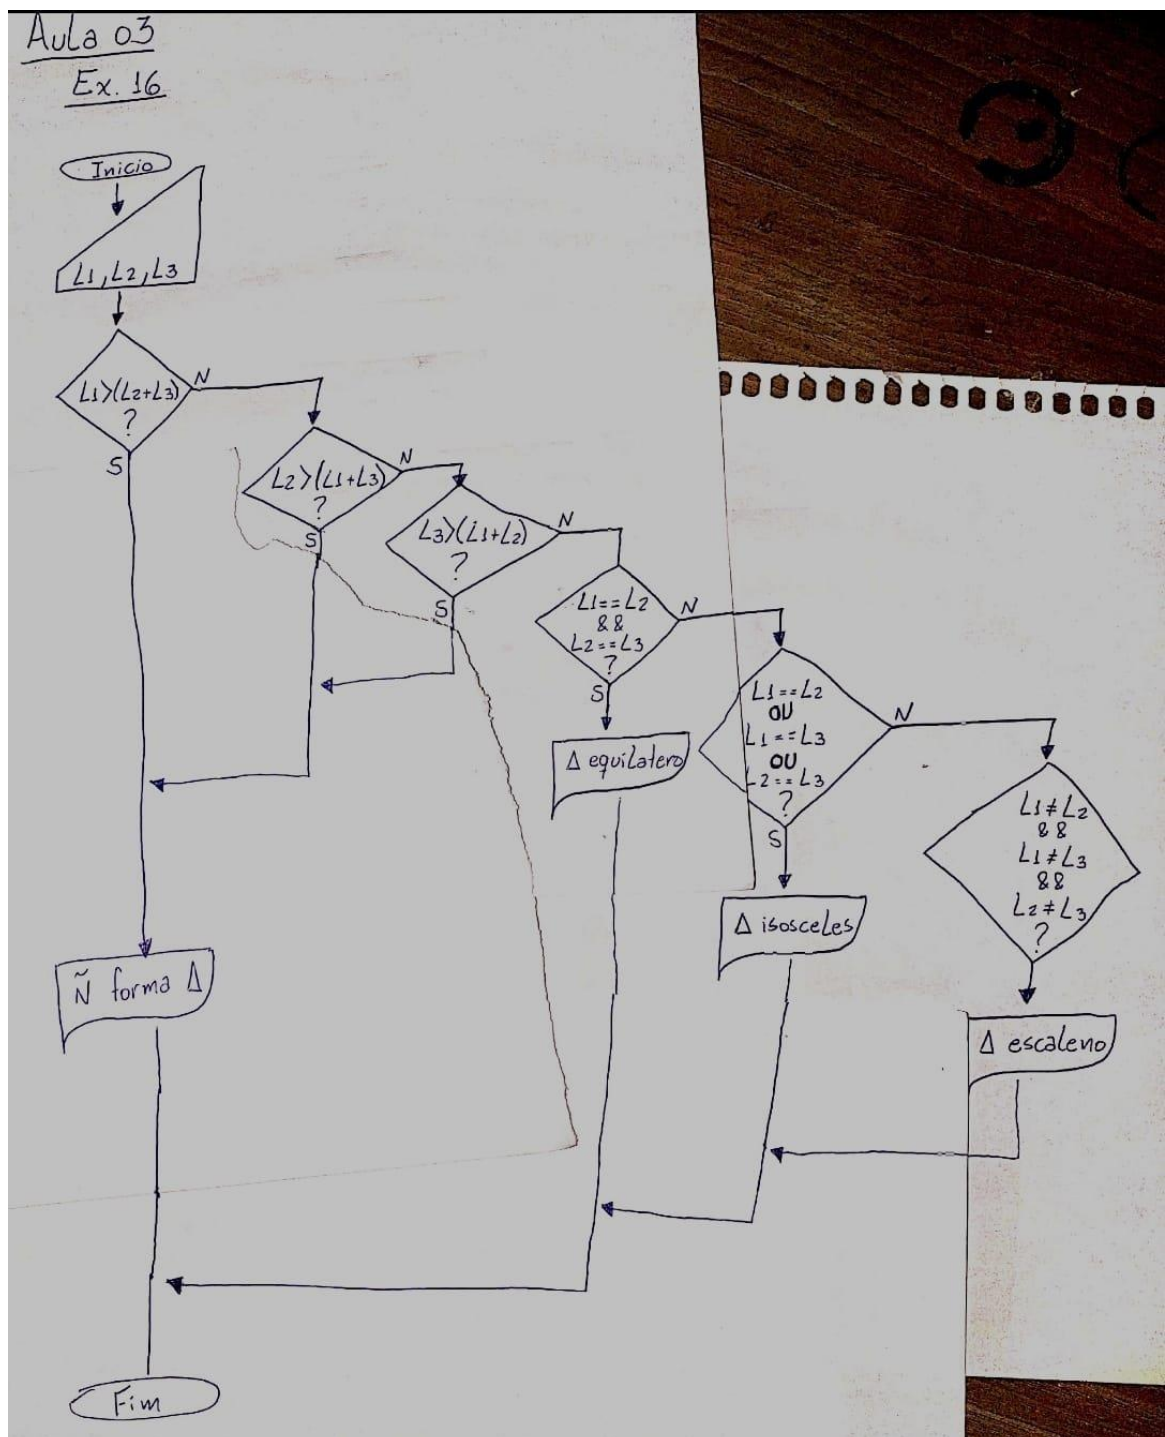 Aula 03
Ex. 16
Inicio
L1, L2, L3
L1>(L2+L3)
?
N
S
L2>(L1+L3)
?
N
S
L3>(L1+L2)
?
N
S
L1==L2
&&
L2==L3
?
N
S
Δ equilatero
L1==L2
OU
L1==L3
OU
L2==L3
?
N
S
Δ isosceles
L1≠L2
&&
L1≠L3
&&
L2≠L3
?
Δ escaleno
Ñ forma Δ
Fim